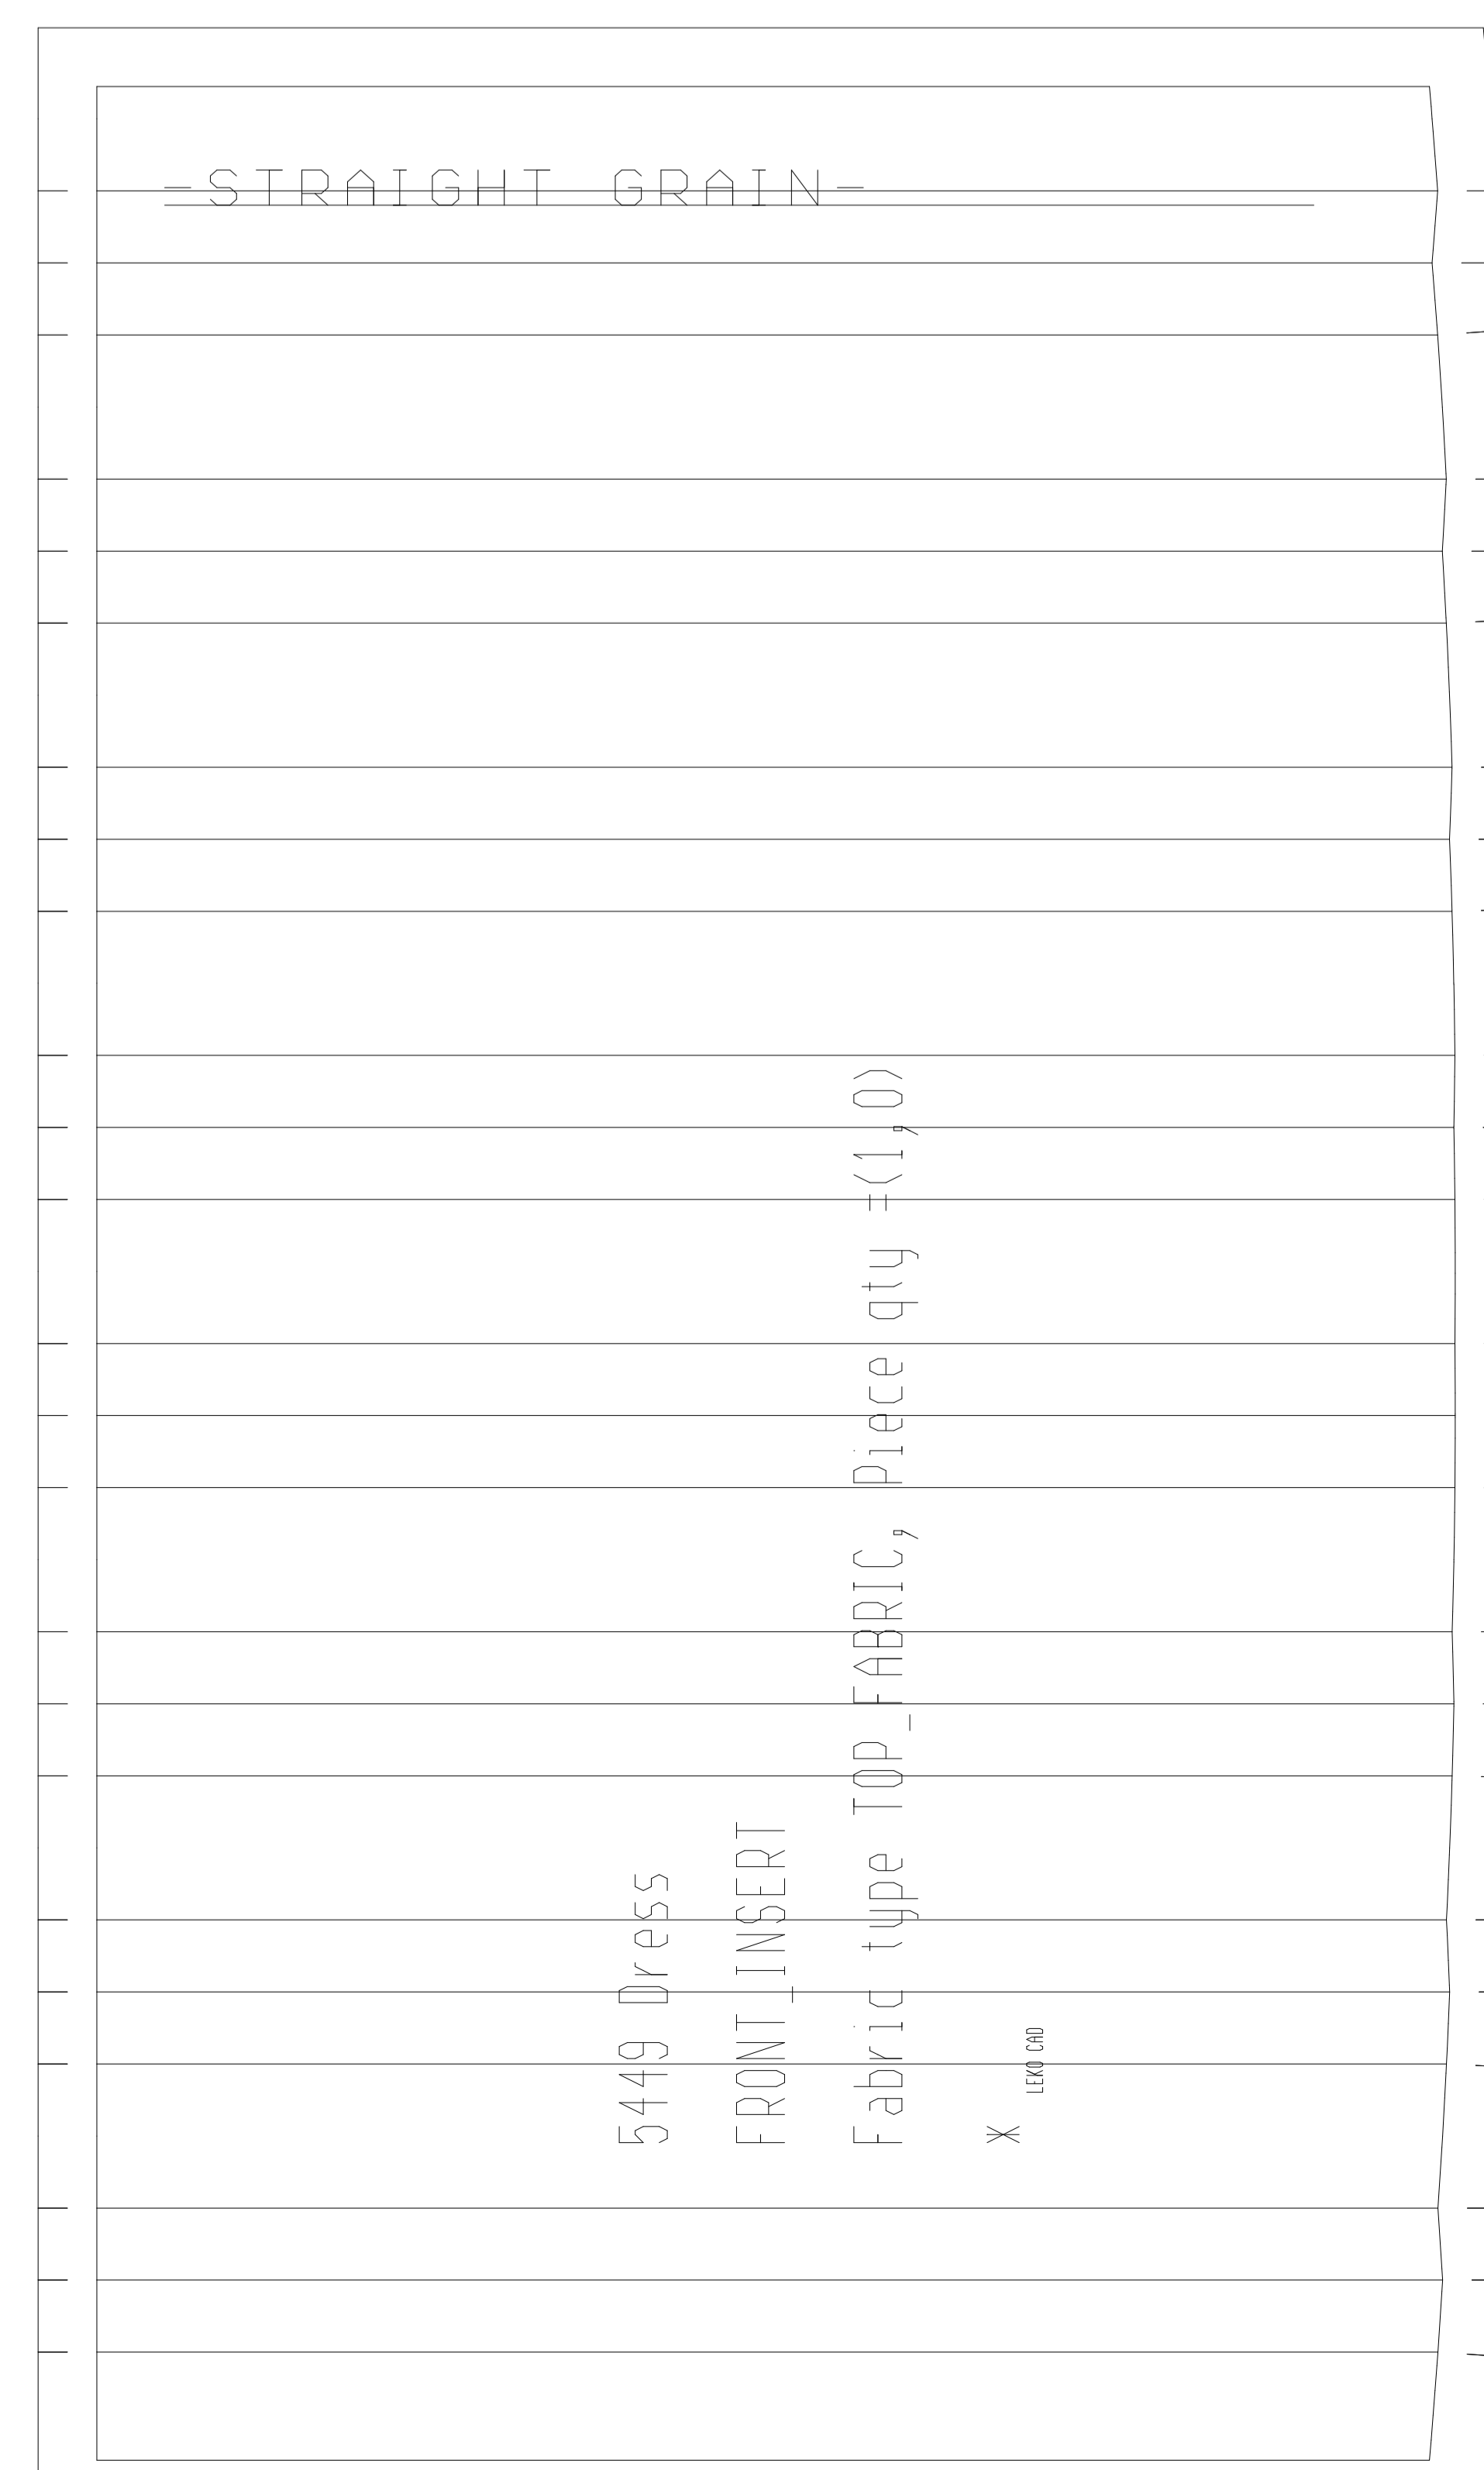 -STRAIGHT GRAIN-
5449 Dress
FRONT_INSERT
Fabric type TOP_FABRIC, Piece qty =(1,0)
*
LEKO CAD